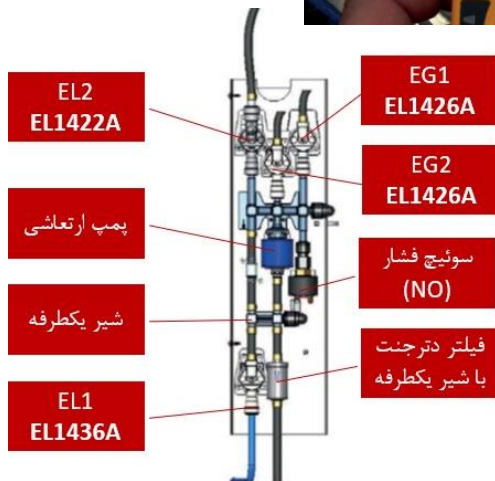 EL2
EL1422A
پمپ ارتعاشی
شیر یکطرفه
EL1
EL1436A
EG1
EL1426A
EG2
EL1426A
سوئیچ فشار
(NO)
فیلتر دترجنت
با شیر یکطرفه